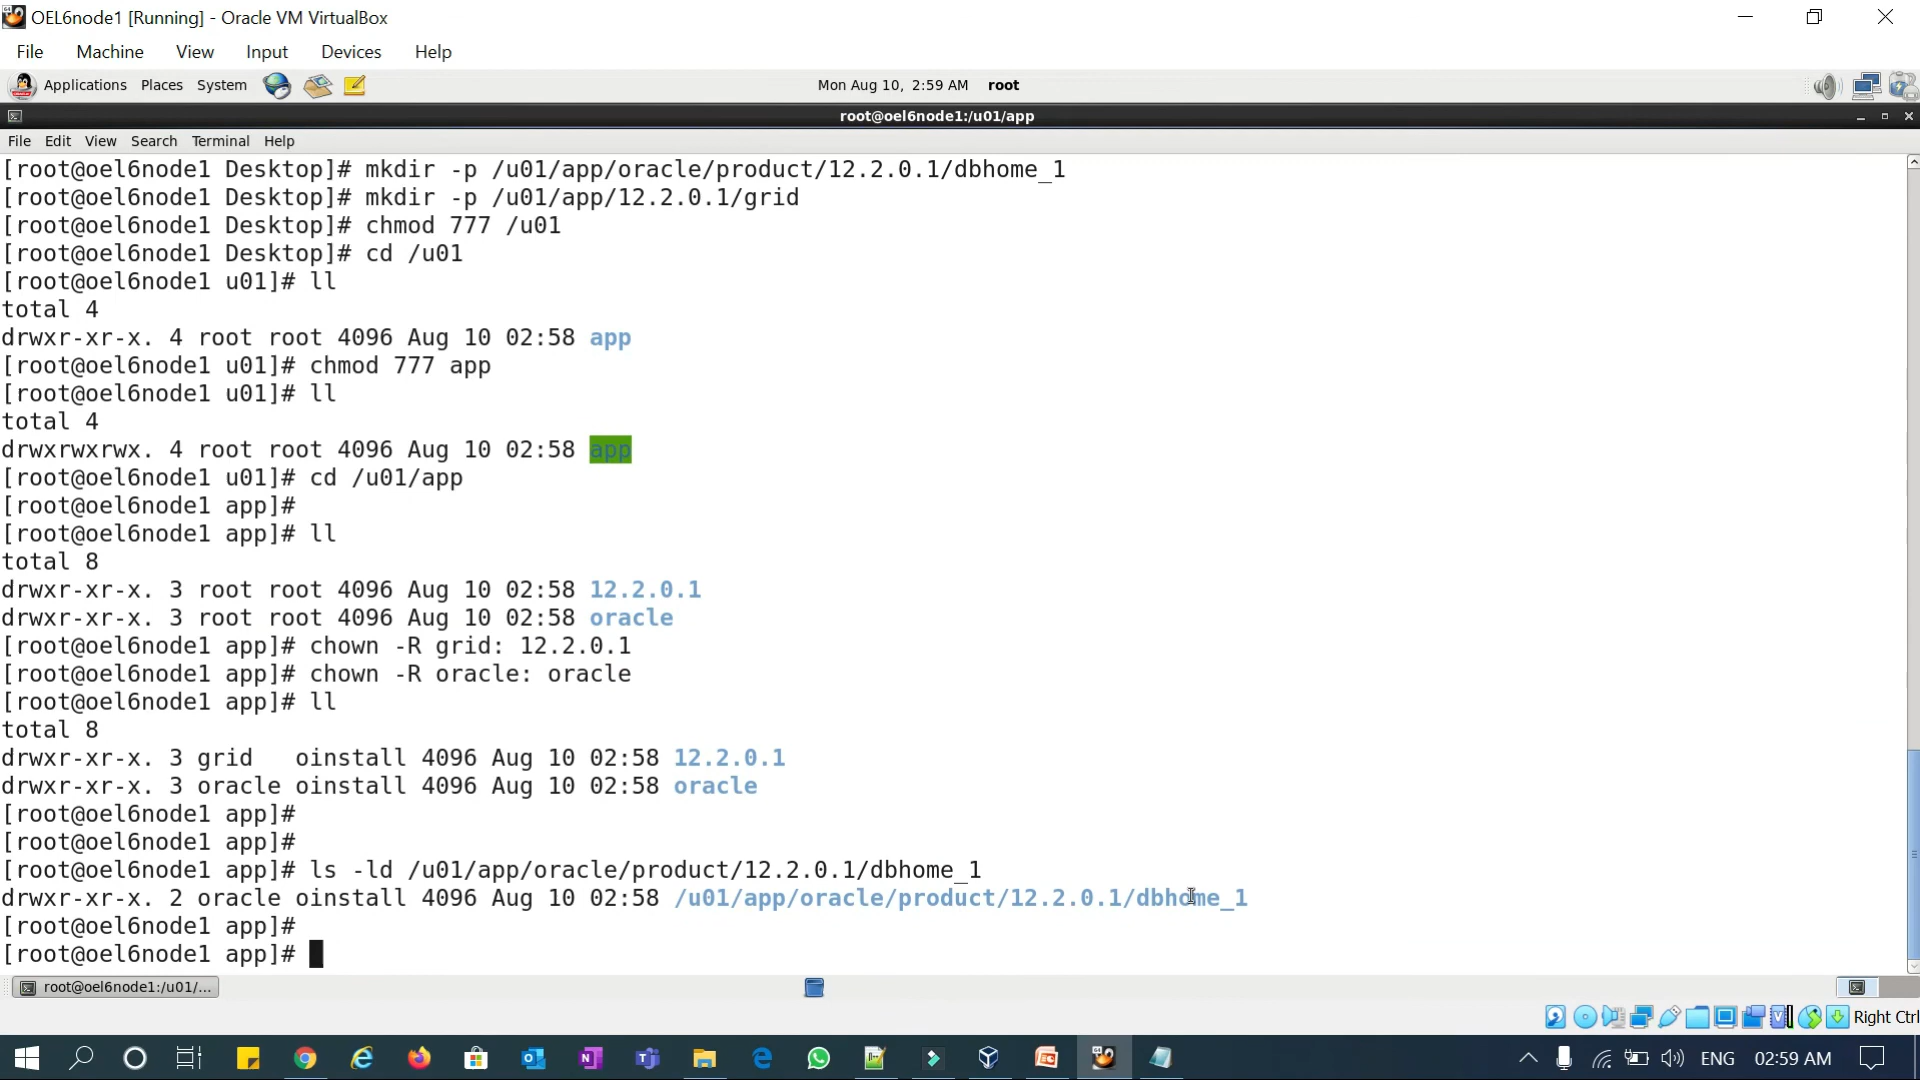 OEL6node1 [Running] - Oracle VM VirtualBox
File Machine View Input Devices Help
Applications Places System Mon Aug 10, 2:59 AM root
root@oel6node1:/u01/app
File Edit View Search Terminal Help
[root@oel6node1 Desktop]# mkdir -p /u01/app/oracle/product/12.2.0.1/dbhome_1
[root@oel6node1 Desktop]# mkdir -p /u01/app/12.2.0.1/grid
[root@oel6node1 Desktop]# chmod 777 /u01
[root@oel6node1 Desktop]# cd /u01
[root@oel6node1 u01]# ll
total 4
drwxr-xr-x. 4 root root 4096 Aug 10 02:58 app
[root@oel6node1 u01]# chmod 777 app
[root@oel6node1 u01]# ll
total 4
drwxrwxrwx. 4 root root 4096 Aug 10 02:58 app
[root@oel6node1 u01]# cd /u01/app
[root@oel6node1 app]#
[root@oel6node1 app]# ll
total 8
drwxr-xr-x. 3 root root 4096 Aug 10 02:58 12.2.0.1
drwxr-xr-x. 3 root root 4096 Aug 10 02:58 oracle
[root@oel6node1 app]# chown -R grid: 12.2.0.1
[root@oel6node1 app]# chown -R oracle: oracle
[root@oel6node1 app]# ll
total 8
drwxr-xr-x. 3 grid   oinstall 4096 Aug 10 02:58 12.2.0.1
drwxr-xr-x. 3 oracle oinstall 4096 Aug 10 02:58 oracle
[root@oel6node1 app]#
[root@oel6node1 app]#
[root@oel6node1 app]# ls -ld /u01/app/oracle/product/12.2.0.1/dbhome_1
drwxr-xr-x. 2 oracle oinstall 4096 Aug 10 02:58 /u01/app/oracle/product/12.2.0.1/dbhome_1
[root@oel6node1 app]#
[root@oel6node1 app]#
root@oel6node1:/u01/...
Right Ctrl
ENG 02:59 AM